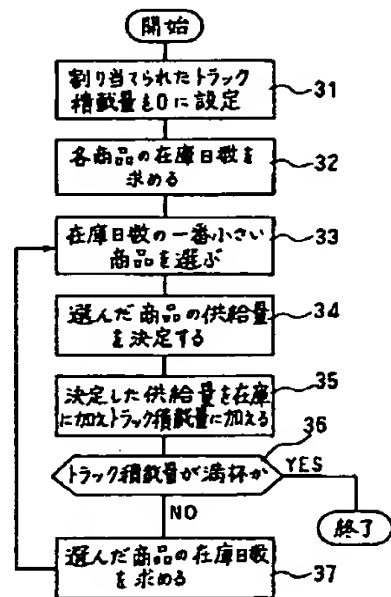 開始
割り当てられたトラック
積載量を0に設定
31
各商品の在庫日数を
求める
32
在庫日数の一番小さい
商品を選ぶ
33
選んだ商品の供給量
を決定する
34
決定した供給量を在庫
に加えトラック積載量に加える
35
トラック積載量が満杯か
36
YES
NO
終了
選んだ商品の在庫日数
を求める
37